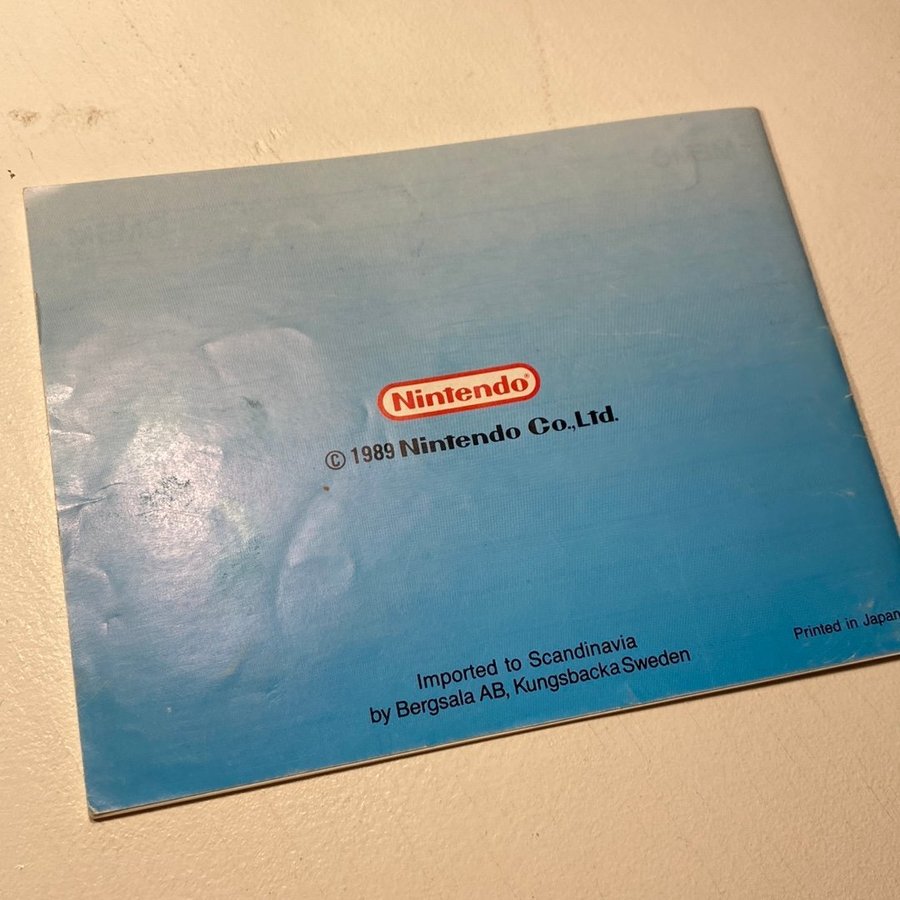 Nintendo®
© 1989 Nintendo Co.,Ltd.
Imported to Scandinavia
by Bergsala AB, Kungsbacka Sweden
Printed in Japan